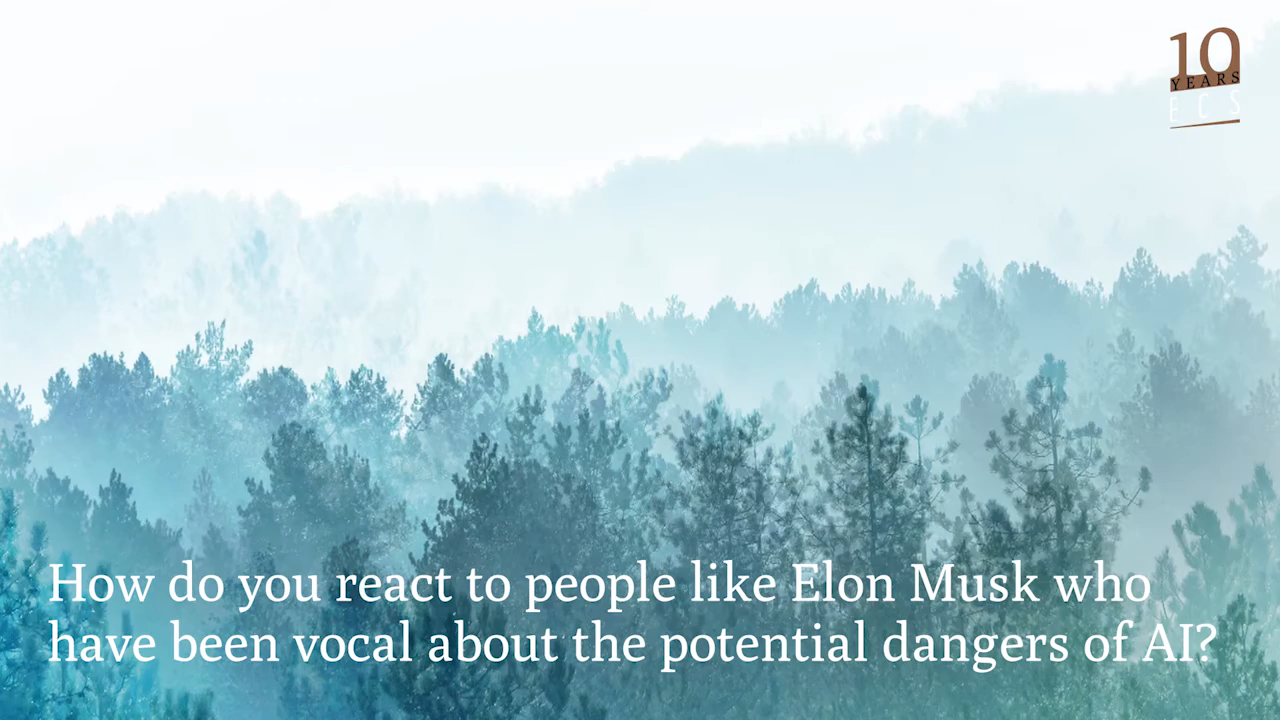 10
YEARS
ECS
How do you react to people like Elon Musk who
have been vocal about the potential dangers of AI?